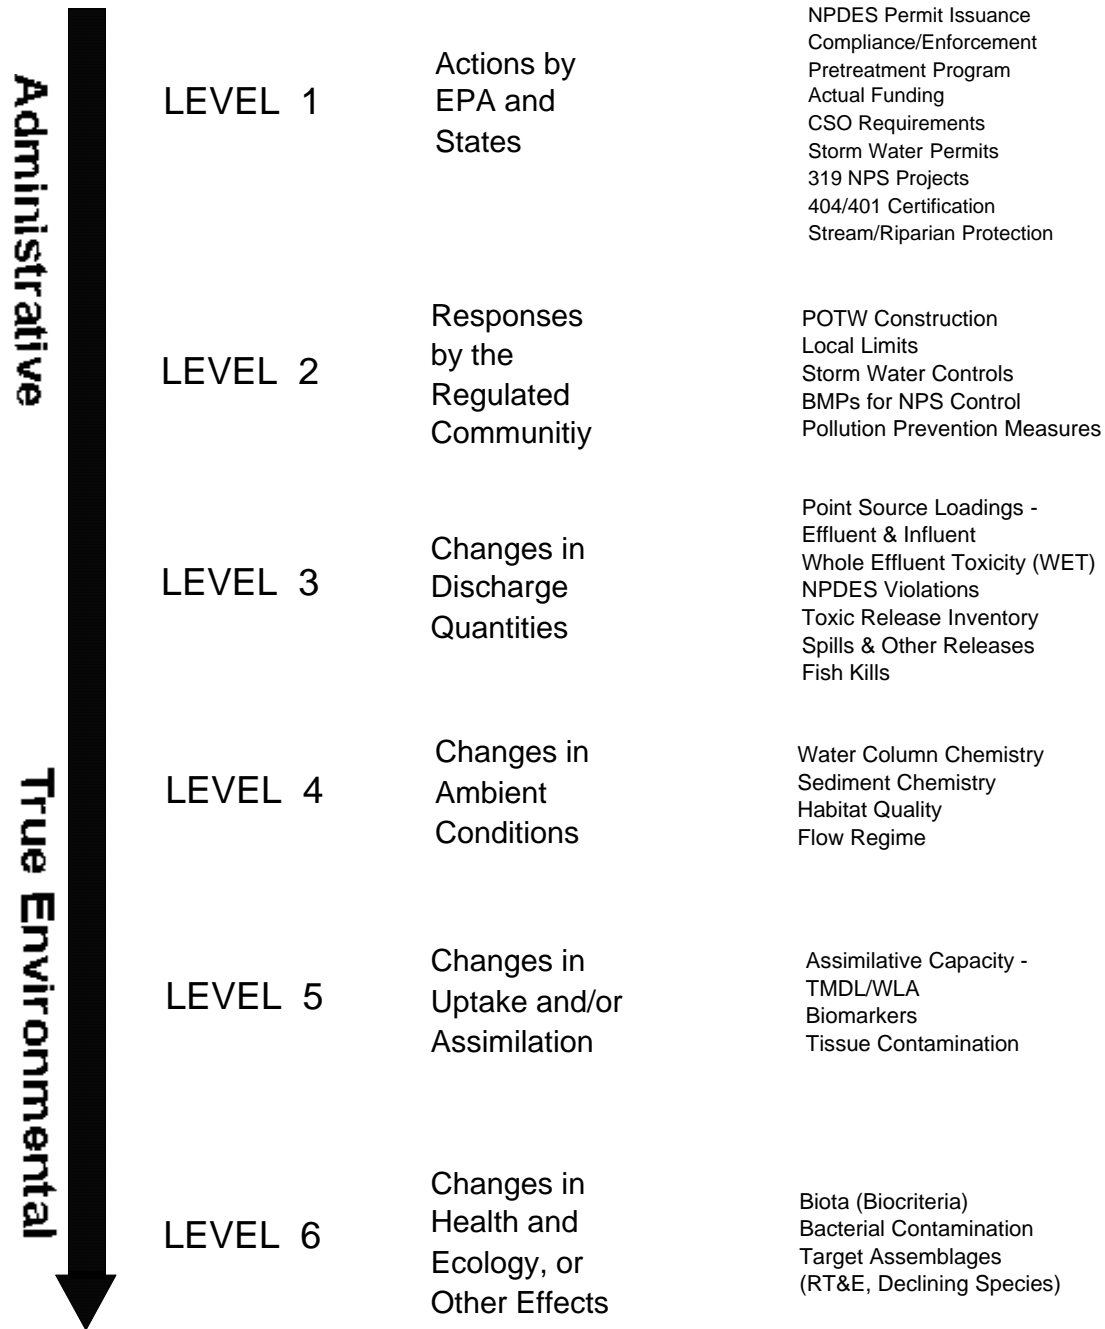 Administrative
True Environmental
LEVEL 1
Actions by
EPA and
States
NPDES Permit Issuance
Compliance/Enforcement
Pretreatment Program
Actual Funding
CSO Requirements
Storm Water Permits
319 NPS Projects
404/401 Certification
Stream/Riparian Protection
LEVEL 2
Responses
by the
Regulated
Communitiy
POTW Construction
Local Limits
Storm Water Controls
BMPs for NPS Control
Pollution Prevention Measures
LEVEL 3
Changes in
Discharge
Quantities
Point Source Loadings -
Effluent & Influent
Whole Effluent Toxicity (WET)
NPDES Violations
Toxic Release Inventory
Spills & Other Releases
Fish Kills
LEVEL 4
Changes in
Ambient
Conditions
Water Column Chemistry
Sediment Chemistry
Habitat Quality
Flow Regime
LEVEL 5
Changes in
Uptake and/or
Assimilation
Assimilative Capacity -
TMDL/WLA
Biomarkers
Tissue Contamination
LEVEL 6
Changes in
Health and
Ecology, or
Other Effects
Biota (Biocriteria)
Bacterial Contamination
Target Assemblages
(RT&E, Declining Species)